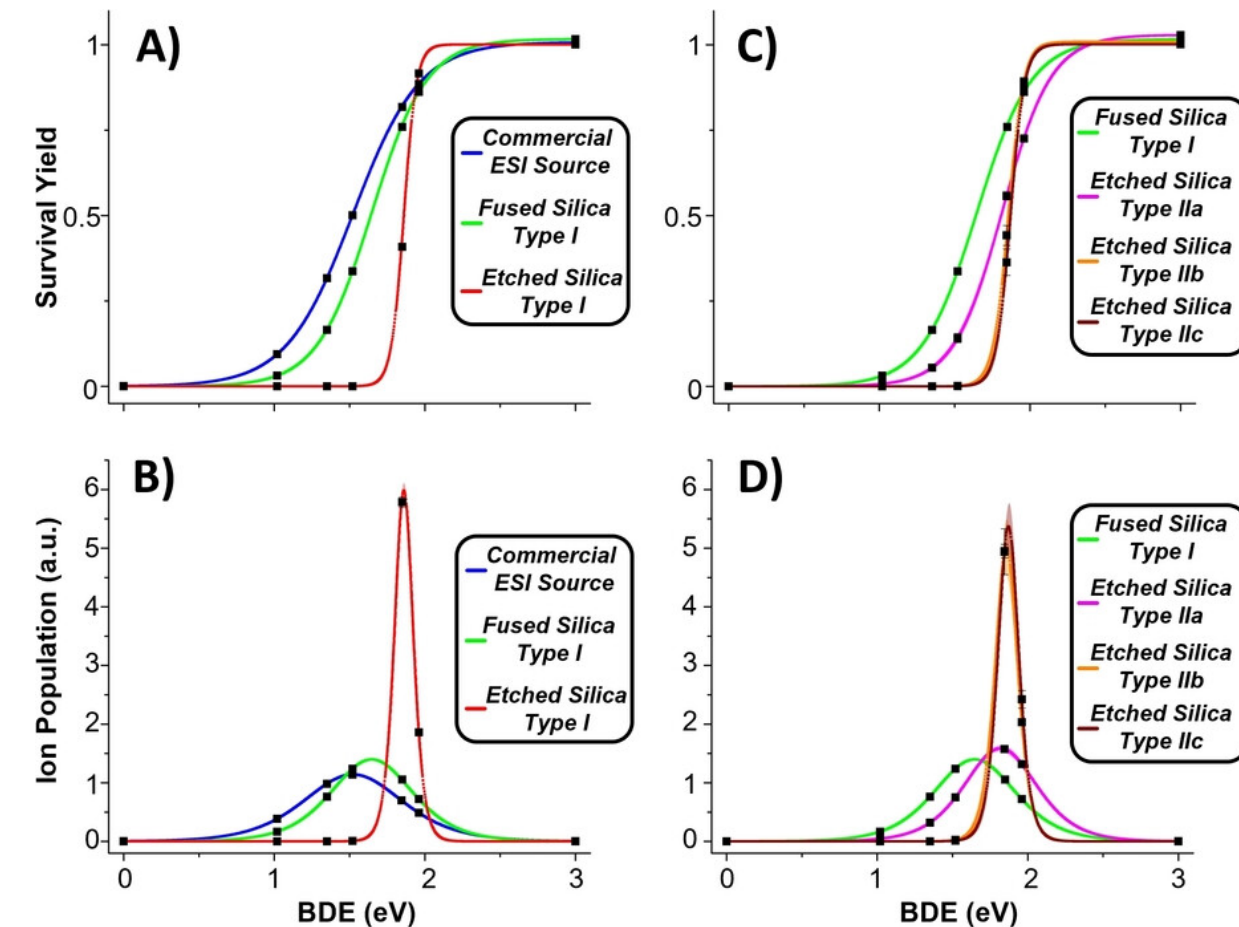 A)
1
0.5
0
Survival Yield
Commercial
ESI Source
Fused Silica
Type I
Etched Silica
Type I
C)
1
0.5
0
Fused Silica
Type I
Etched Silica
Type IIa
Etched Silica
Type IIb
Etched Silica
Type IIc
B)
6
5
4
3
2
1
0
Ion Population (a.u.)
Commercial
ESI Source
Fused Silica
Type I
Etched Silica
Type I
0 1 2 3
BDE (eV)
D)
6
5
4
3
2
1
0
Fused Silica
Type I
Etched Silica
Type IIa
Etched Silica
Type IIb
Etched Silica
Type IIc
0 1 2 3
BDE (eV)